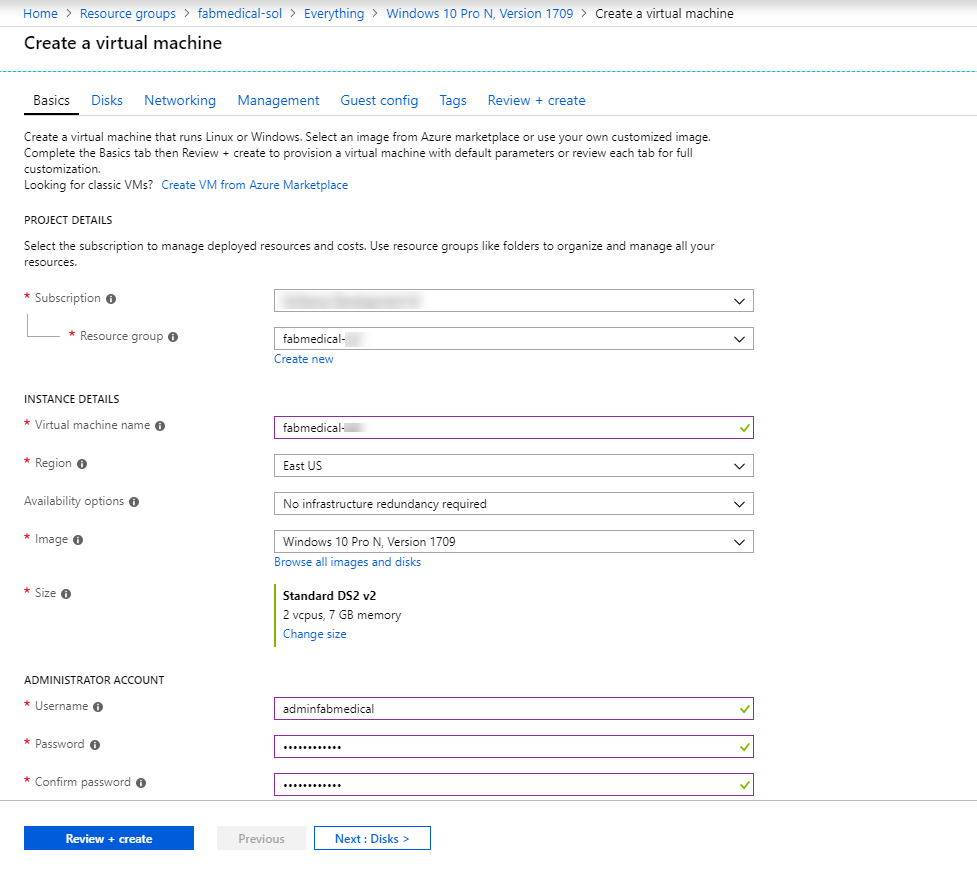 Home > Resource groups > fabmedical-sol > Everything > Windows 10 Pro N, Version 1709 > Create a virtual machine
Create a virtual machine
Basics Disks Networking Management Guest config Tags Review + create
Create a virtual machine that runs Linux or Windows. Select an image from Azure marketplace or use your own customized image.
Complete the Basics tab then Review + create to provision a virtual machine with default parameters or review each tab for full
customization.
Looking for classic VMs? Create VM from Azure Marketplace
PROJECT DETAILS
Select the subscription to manage deployed resources and costs. Use resource groups like folders to organize and manage all your
resources.
* Subscription
* Resource group fabmedical-
Create new
INSTANCE DETAILS
* Virtual machine name fabmedical-
* Region East US
Availability options No infrastructure redundancy required
* Image Windows 10 Pro N, Version 1709
Browse all images and disks
* Size Standard DS2 v2
2 vcpus, 7 GB memory
Change size
ADMINISTRATOR ACCOUNT
* Username adminfabmedical
* Password ••••••••••••
* Confirm password ••••••••••••
Review + create Previous Next : Disks >